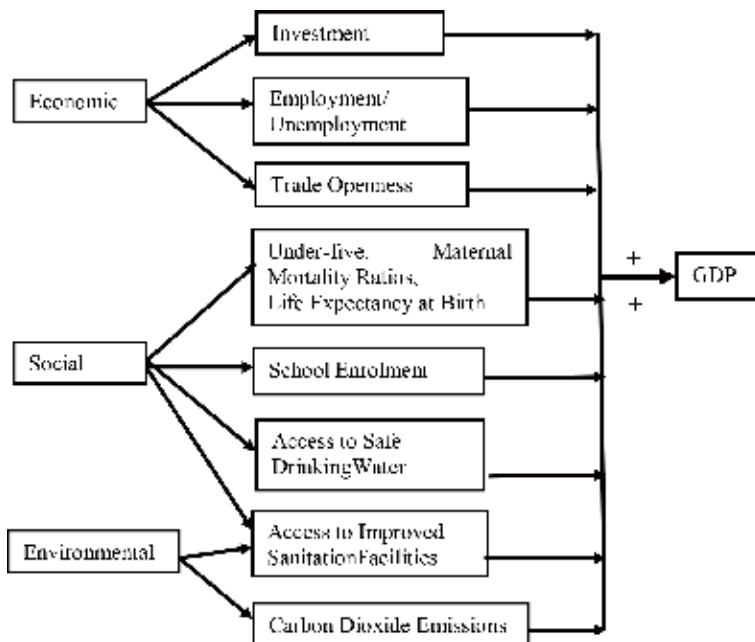 Investment
Economic
Employment/
Unemployment
Trade Openness
Under-five, Maternal
Mortality Ratios,
Life Expectancy at Birth
+
GDP
+
Social
School Enrolment
Access to Safe
DrinkingWater
Environmental
Access to Improved
SanitationFacilities
Carbon Dioxide Emissions